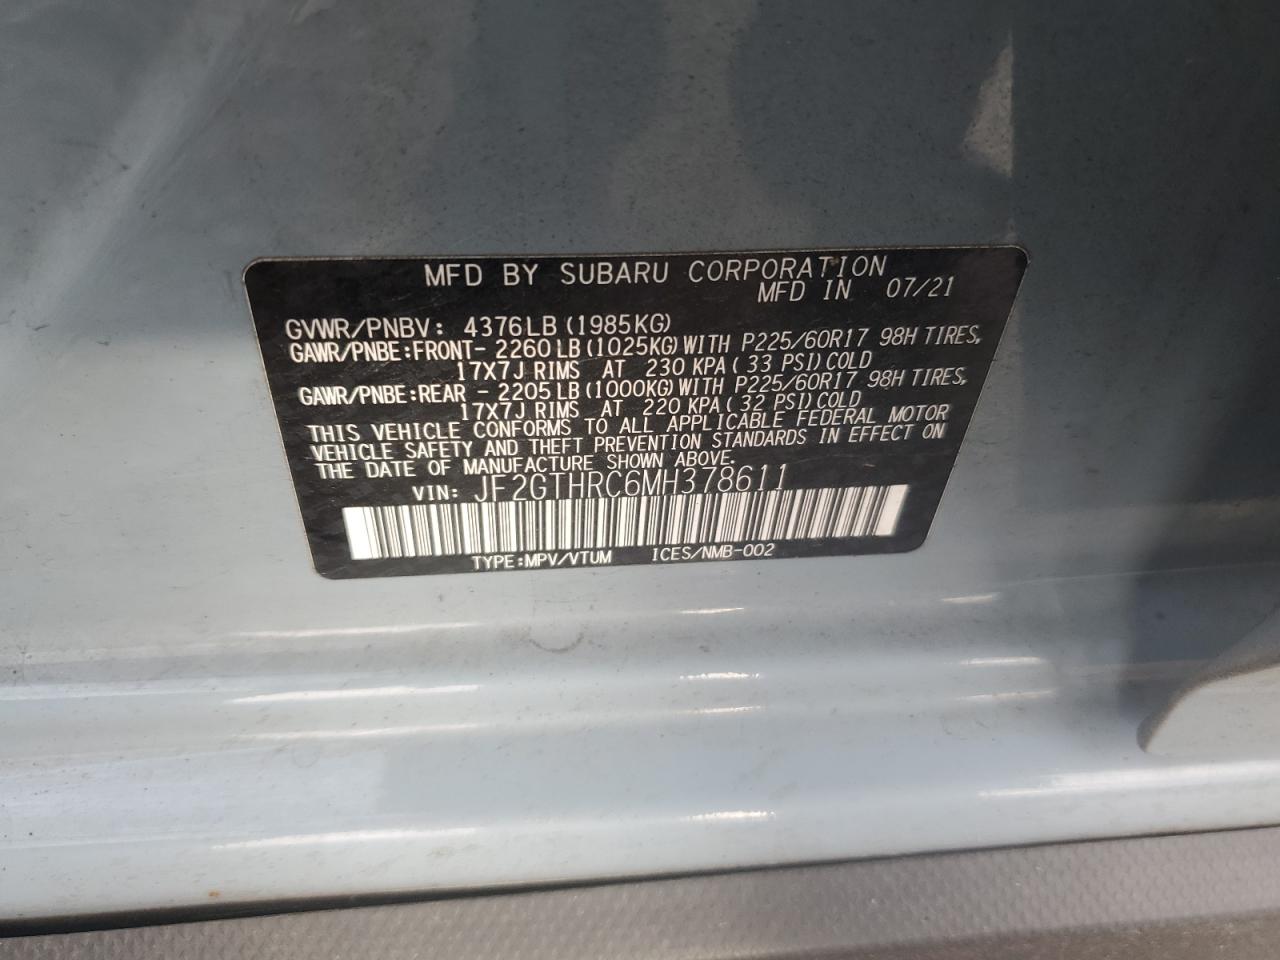 MFD BY SUBARU CORPORATION
MFD IN 07/21
GVWR/PNBV: 4376LB (1985KG)
GAWR/PNBE:FRONT- 2260 LB (1025KG) WITH P225/60R17 98H TIRES,
17X7J RIMS AT 230 KPA ( 33 PSI) COLD
GAWR/PNBE:REAR - 2205 LB (1000KG) WITH P225/60R17 98H TIRES,
17X7J RIMS AT 220 KPA ( 32 PSI) COLD
THIS VEHICLE CONFORMS TO ALL APPLICABLE FEDERAL MOTOR
VEHICLE SAFETY AND THEFT PREVENTION STANDARDS IN EFFECT ON
THE DATE OF MANUFACTURE SHOWN ABOVE.
VIN: JF2GTHRC6MH378611
TYPE:MPV/VTUM ICES/NMB-002